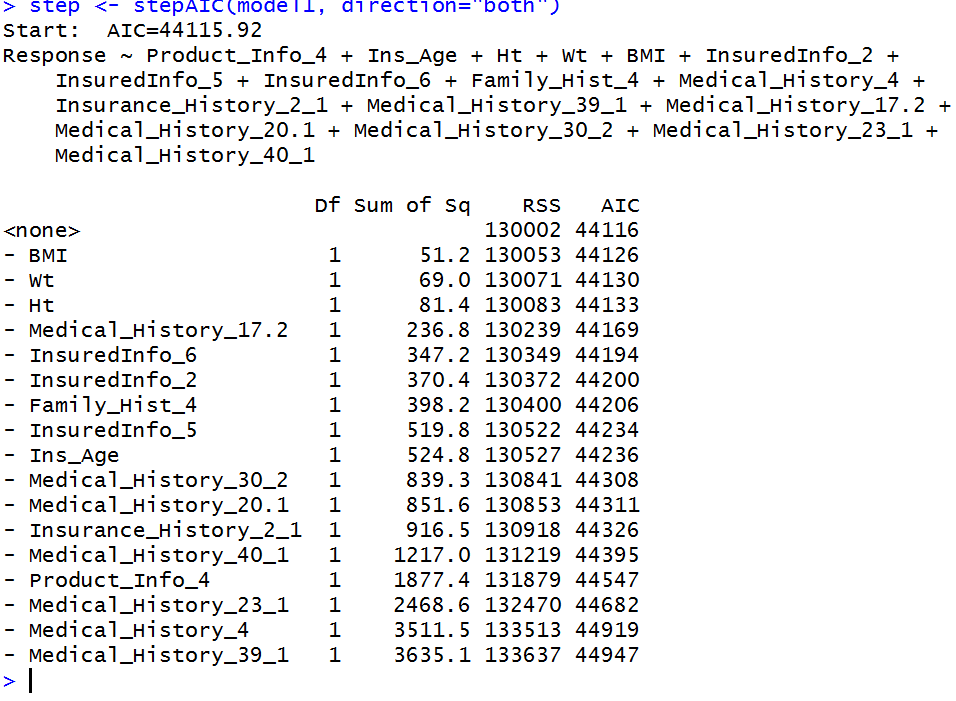 > step <- stepAIC(model1, direction="both")
Start:  AIC=44115.92
Response ~ Product_Info_4 + Ins_Age + Ht + Wt + BMI + InsuredInfo_2 +
    InsuredInfo_5 + InsuredInfo_6 + Family_Hist_4 + Medical_History_4 +
    Insurance_History_2_1 + Medical_History_39_1 + Medical_History_17.2 +
    Medical_History_20.1 + Medical_History_30_2 + Medical_History_23_1 +
    Medical_History_40_1
                        Df Sum of Sq    RSS   AIC
<none>                               130002 44116
- BMI                    1      51.2 130053 44126
- Wt                     1      69.0 130071 44130
- Ht                     1      81.4 130083 44133
- Medical_History_17.2   1     236.8 130239 44169
- InsuredInfo_6          1     347.2 130349 44194
- InsuredInfo_2          1     370.4 130372 44200
- Family_Hist_4          1     398.2 130400 44206
- InsuredInfo_5          1     519.8 130522 44234
- Ins_Age                1     524.8 130527 44236
- Medical_History_30_2   1     839.3 130841 44308
- Medical_History_20.1   1     851.6 130853 44311
- Insurance_History_2_1  1     916.5 130918 44326
- Medical_History_40_1   1    1217.0 131219 44395
- Product_Info_4         1    1877.4 131879 44547
- Medical_History_23_1   1    2468.6 132470 44682
- Medical_History_4      1    3511.5 133513 44919
- Medical_History_39_1   1    3635.1 133637 44947
>